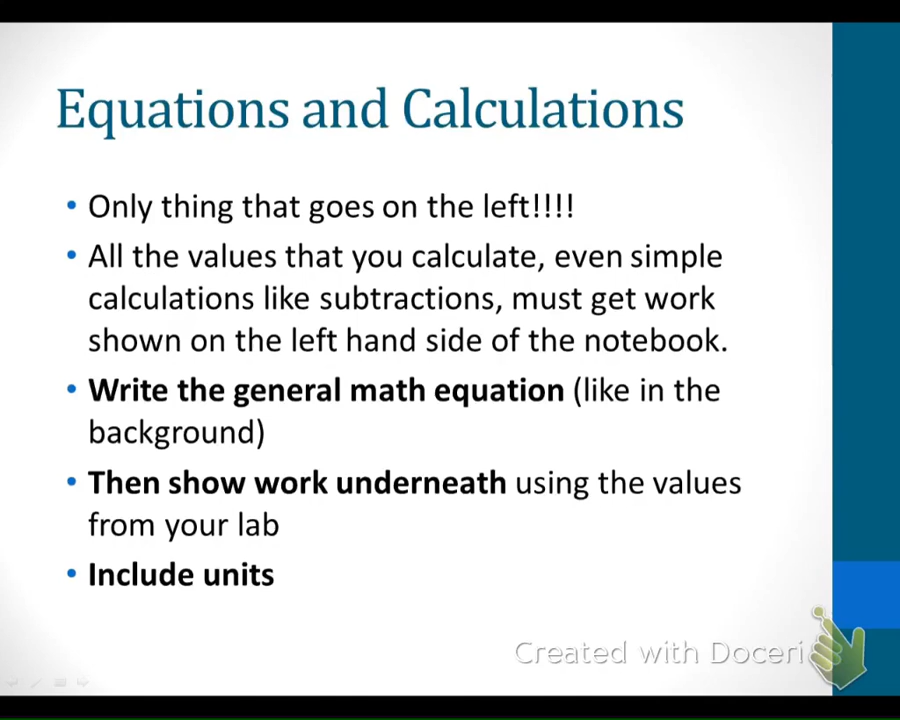 Equations and Calculations
• Only thing that goes on the left!!!!
• All the values that you calculate, even simple
calculations like subtractions, must get work
shown on the left hand side of the notebook.
• Write the general math equation (like in the
background)
• Then show work underneath using the values
from your lab
• Include units
Created with Doceri